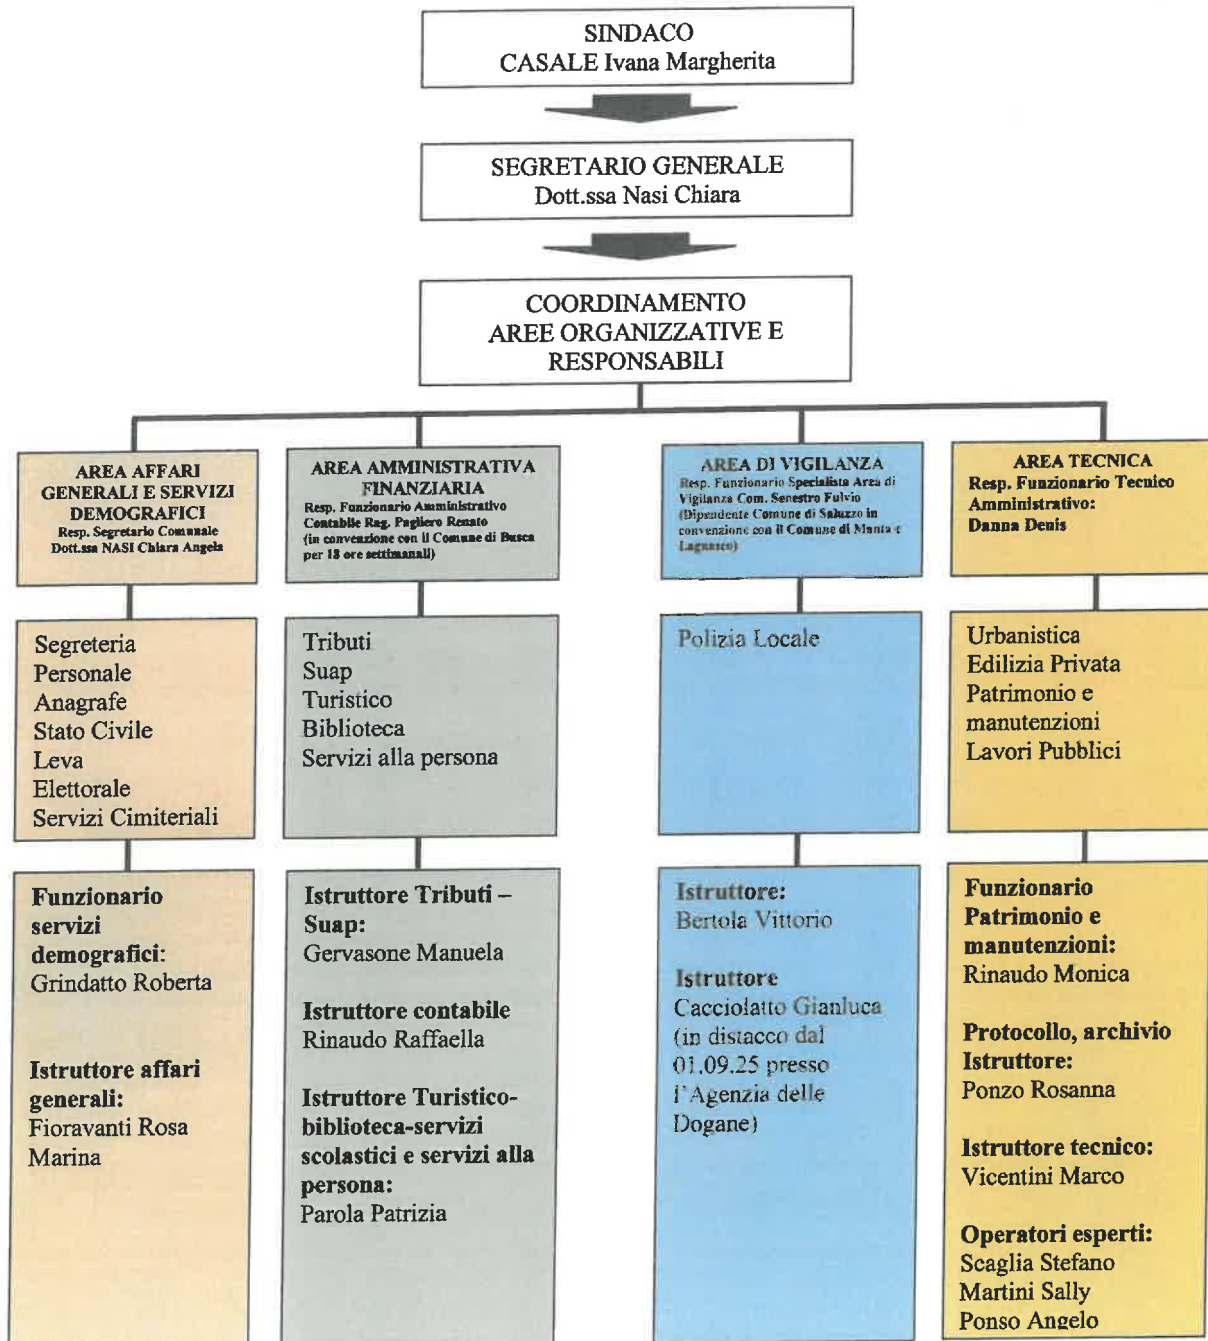 SINDACO
CASALE Ivana Margherita
SEGRETARIO GENERALE
Dott.ssa Nasi Chiara
COORDINAMENTO
AREE ORGANIZZATIVE E
RESPONSABILI
AREA AFFARI
GENERALI E SERVIZI
DEMOGRAFICI
Resp. Segretario Comunale
Dott.ssa NASI Chiara Angela
Segreteria
Personale
Anagrafe
Stato Civile
Leva
Elettorale
Servizi Cimiteriali
Funzionario
servizi
demografici:
Grindatto Roberta
Istruttore affari
generali:
Fioravanti Rosa
Marina
AREA AMMINISTRATIVA
FINANZIARIA
Resp. Funzionario Amministrativo
Contabile Rag. Pagliero Renato
(in convenzione con il Comune di Busca
per 18 ore settimanali)
Tributi
Suap
Turistico
Biblioteca
Servizi alla persona
Istruttore Tributi –
Suap:
Gervasone Manuela
Istruttore contabile
Rinaudo Raffaella
Istruttore Turistico-
biblioteca-servizi
scolastici e servizi alla
persona:
Parola Patrizia
AREA DI VIGILANZA
Resp. Funzionario Specialista Area di
Vigilanza Com. Senestro Fulvio
(Dipendente Comune di Saluzzo in
convenzione con il Comune di Manta e
Lagnasco)
Polizia Locale
Istruttore:
Bertola Vittorio
Istruttore
Cacciolatto Gianluca
(in distacco dal
01.09.25 presso
l'Agenzia delle
Dogane)
AREA TECNICA
Resp. Funzionario Tecnico
Amministrativo:
Danna Denis
Urbanistica
Edilizia Privata
Patrimonio e
manutenzioni
Lavori Pubblici
Funzionario
Patrimonio e
manutenzioni:
Rinaudo Monica
Protocollo, archivio
Istruttore:
Ponzo Rosanna
Istruttore tecnico:
Vicentini Marco
Operatori esperti:
Scaglia Stefano
Martini Sally
Ponso Angelo